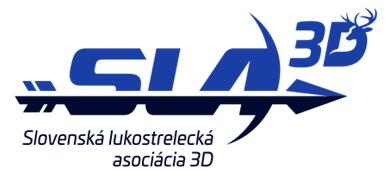 SLA 3D
Slovenská lukostrelecká
asociácia 3D